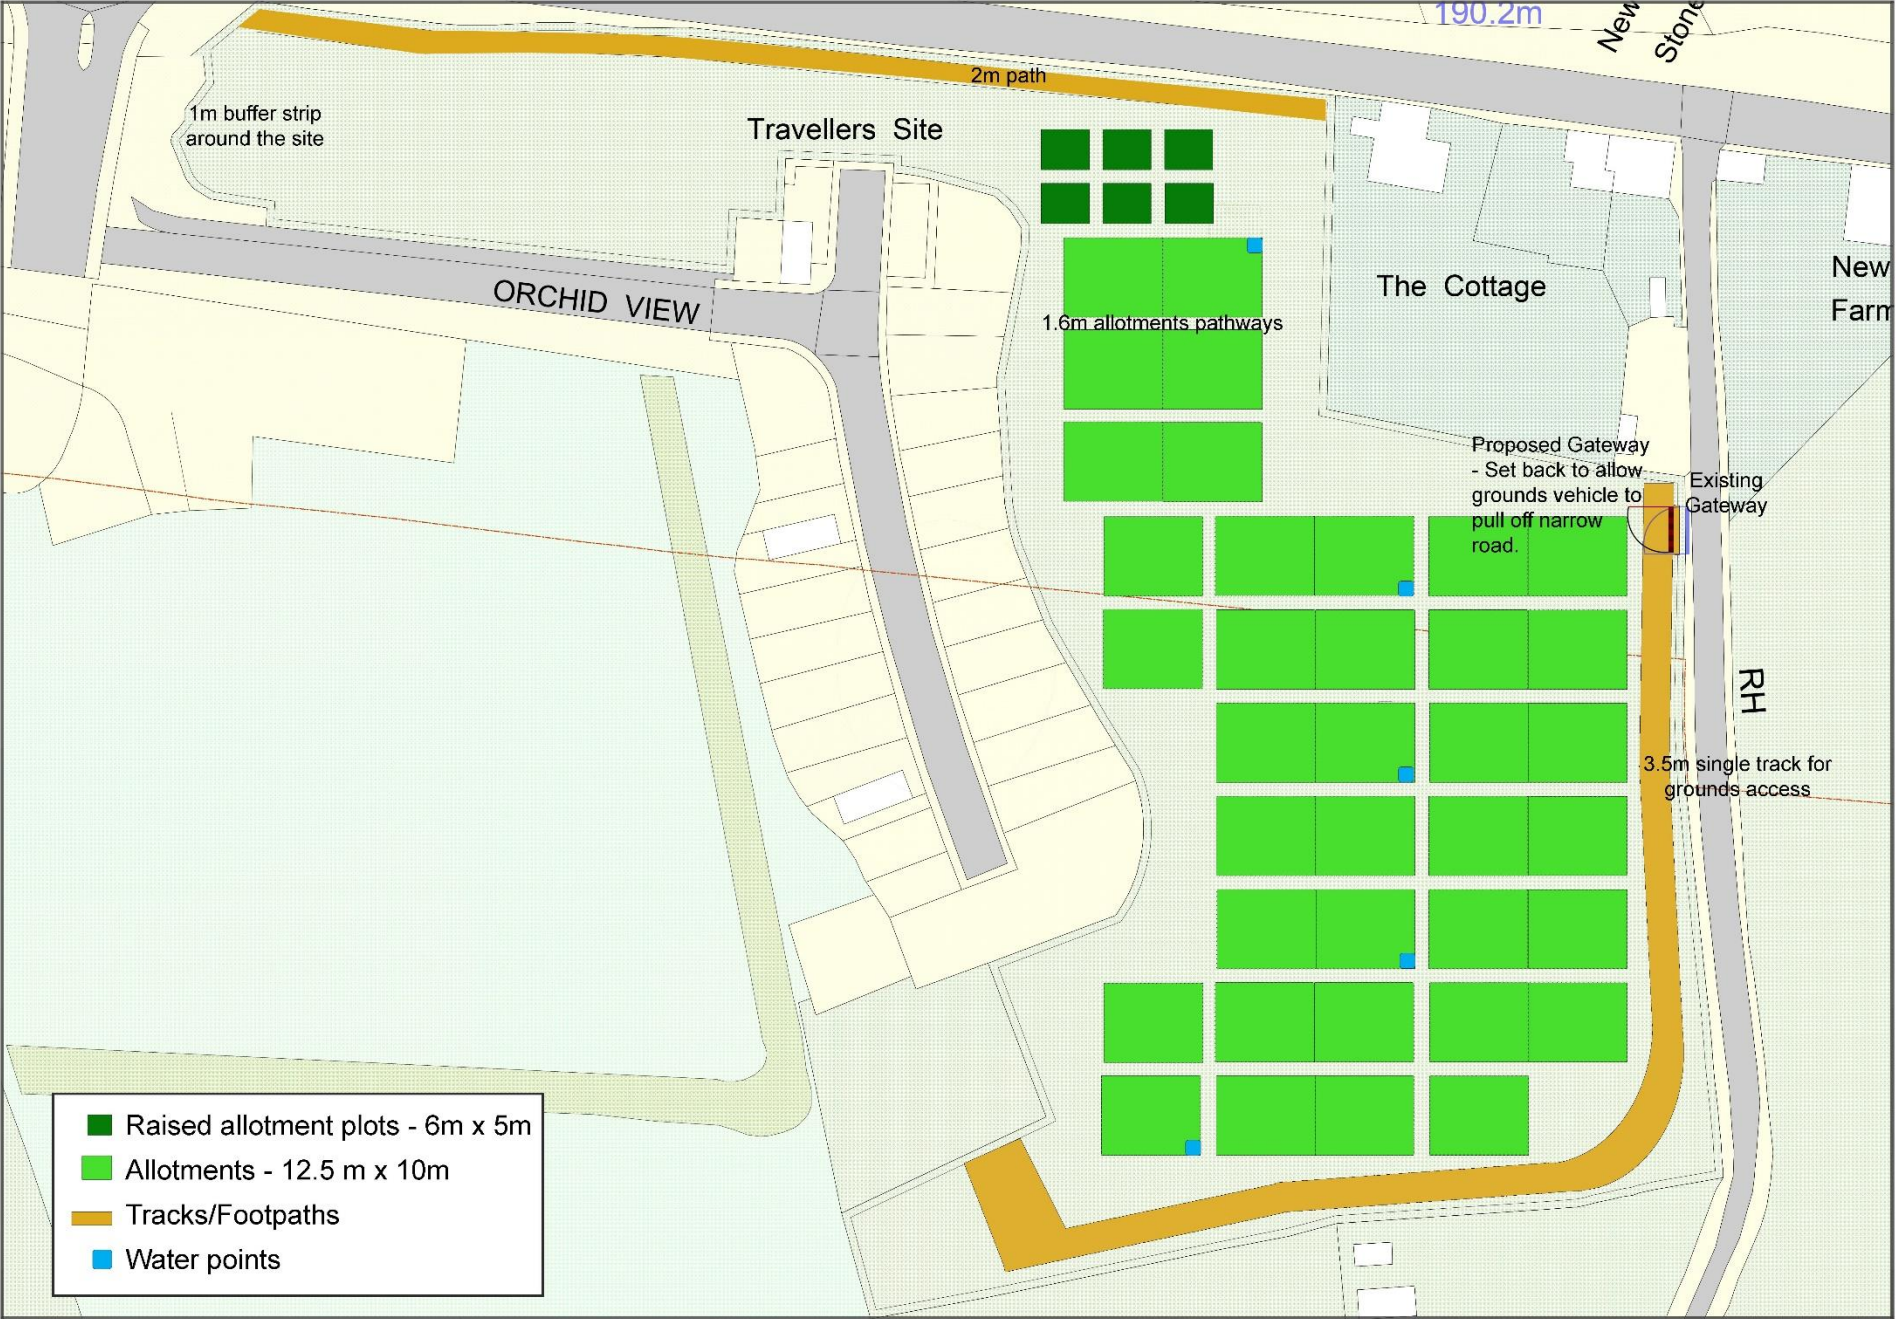 190.2m
New
Stone
2m path
1m buffer strip
around the site
Travellers Site
The Cottage
New
Farm
ORCHID VIEW
1.6m allotments pathways
Proposed Gateway
- Set back to allow
grounds vehicle to
pull off narrow
road.
Existing
Gateway
RH
3.5m single track for
grounds access
Raised allotment plots - 6m x 5m
Allotments - 12.5 m x 10m
Tracks/Footpaths
Water points